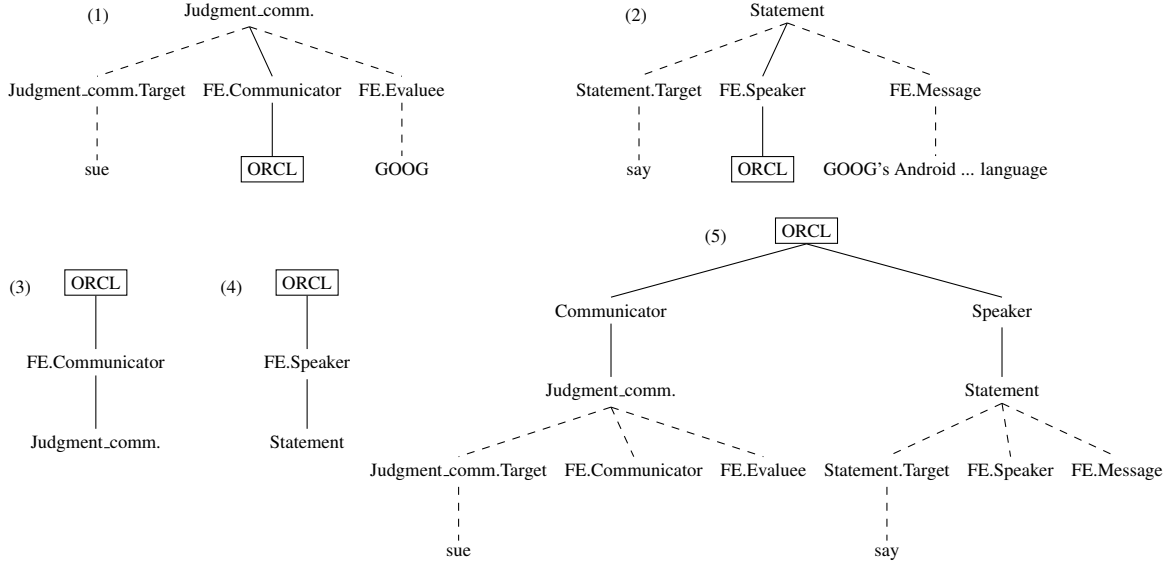 (1)
Judgment_comm.
Judgment_comm.Target FE.Communicator FE.Evaluee
sue ORCL GOOG
(2)
Statement
Statement.Target FE.Speaker FE.Message
say ORCL GOOG's Android ... language
(3)
ORCL
FE.Communicator
Judgment_comm.
(4)
ORCL
FE.Speaker
Statement
(5)
ORCL
Communicator Speaker
Judgment_comm. Statement
Judgment_comm.Target FE.Communicator FE.Evaluee Statement.Target FE.Speaker FE.Message
sue say